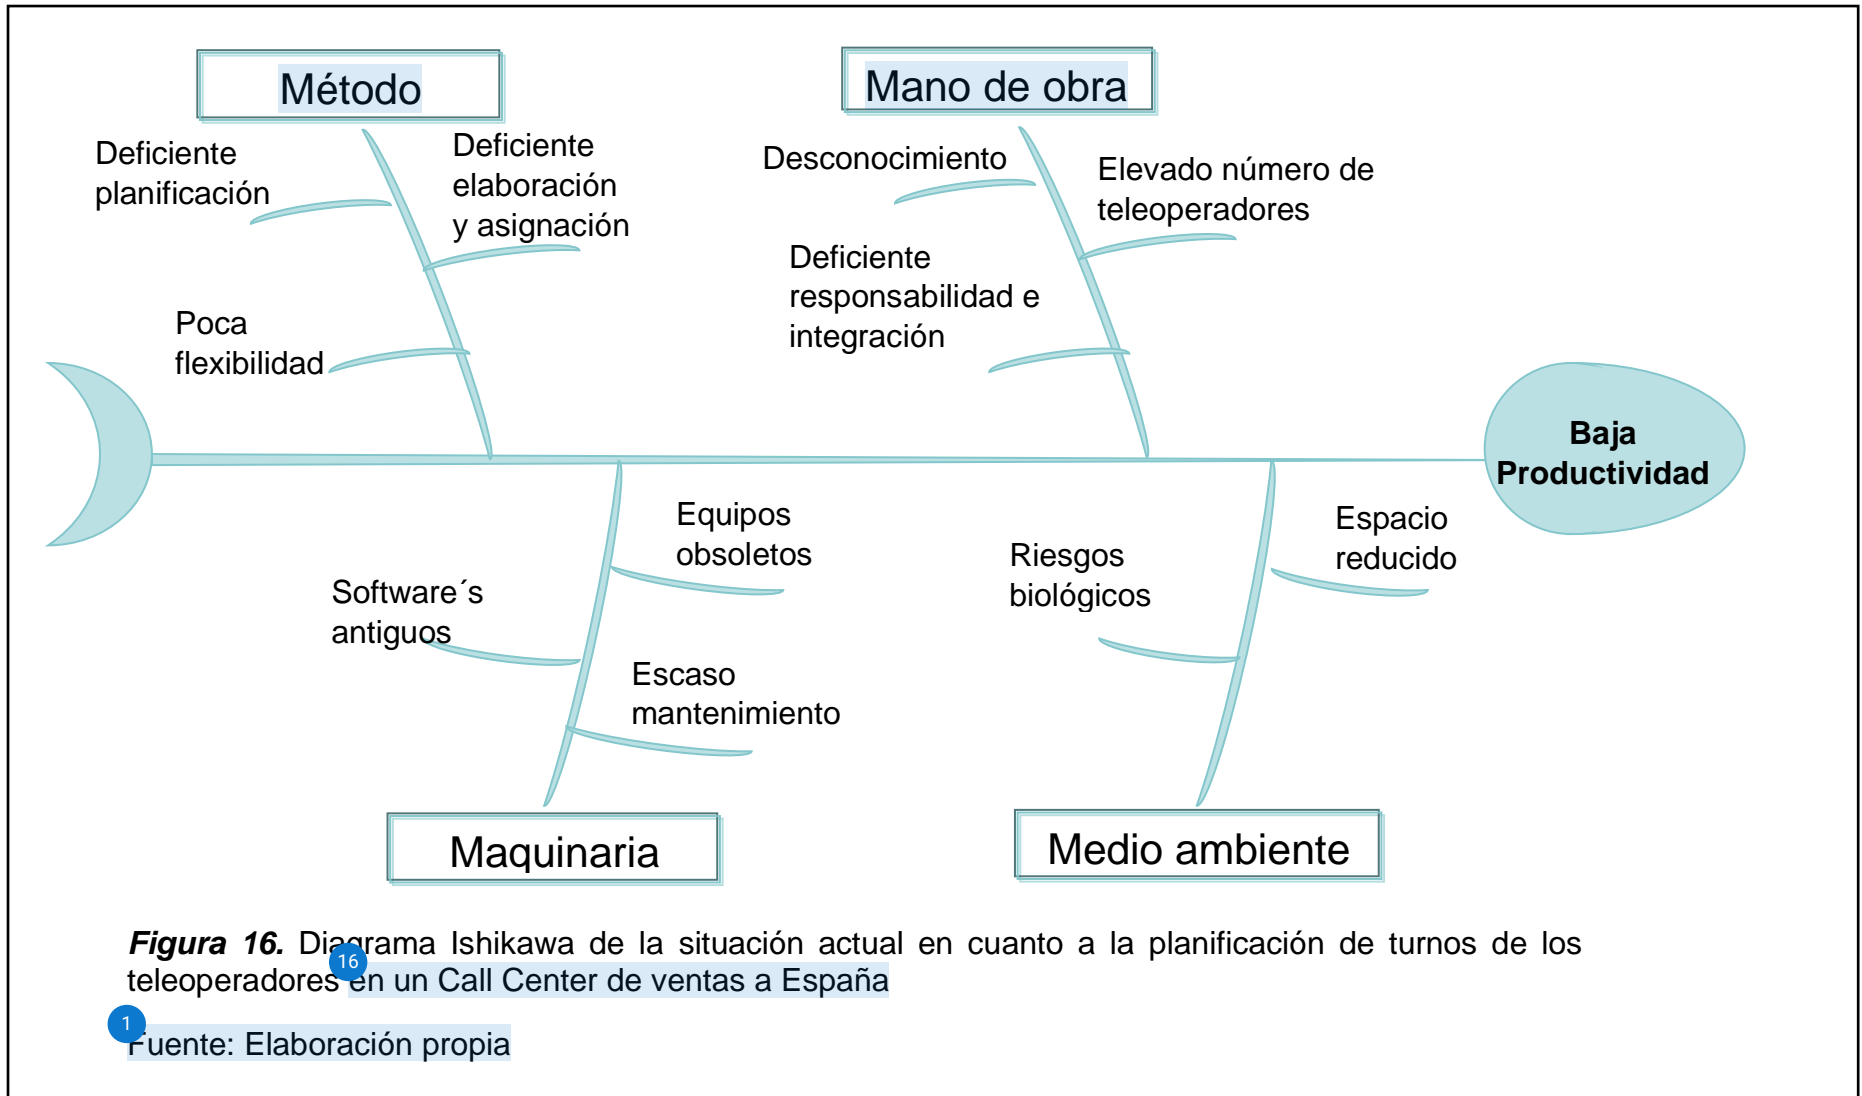 Método
Mano de obra
Deficiente
planificación
Deficiente
elaboración
y asignación
Poca
flexibilidad
Desconocimiento
Elevado número de
teleoperadores
Deficiente
responsabilidad e
integración
Baja
Productividad
Equipos
obsoletos
Software´s
antiguos
Escaso
mantenimiento
Riesgos
biológicos
Espacio
reducido
Maquinaria
Medio ambiente
Figura 16. Diagrama Ishikawa de la situación actual en cuanto a la planificación de turnos de los
16
teleoperadores en un Call Center de ventas a España
1
Fuente: Elaboración propia